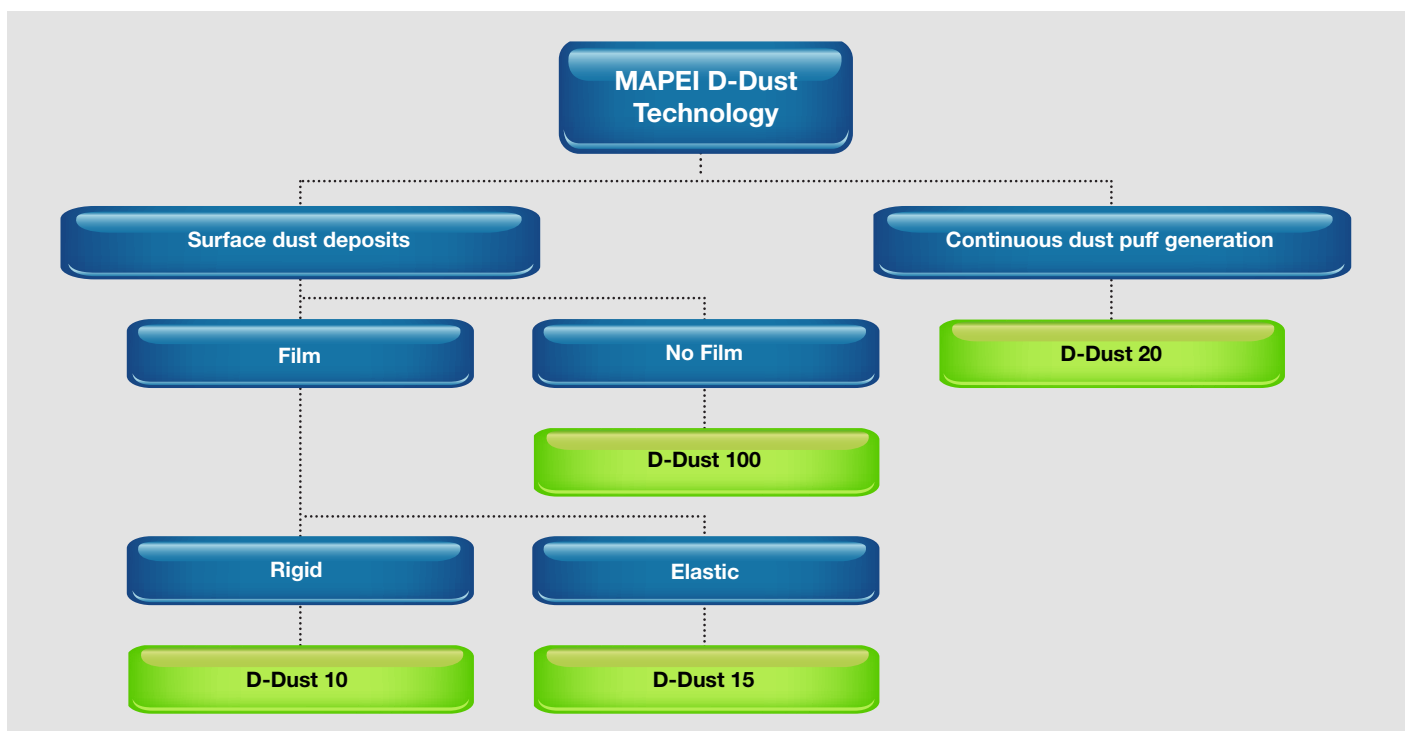 MAPEI D-Dust
Technology
Surface dust deposits
Continuous dust puff generation
Film
No Film
D-Dust 20
D-Dust 100
Rigid
Elastic
D-Dust 10
D-Dust 15